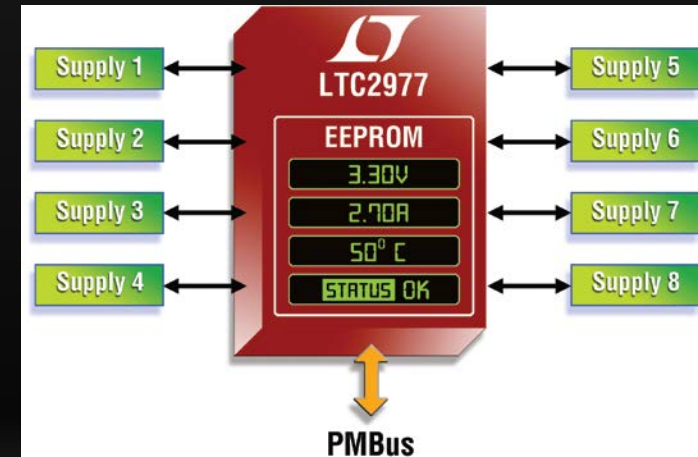 LTC2977
EEPROM
3.30V
2.70A
50° C
STATUS OK
Supply 1
Supply 2
Supply 3
Supply 4
Supply 5
Supply 6
Supply 7
Supply 8
PMBus